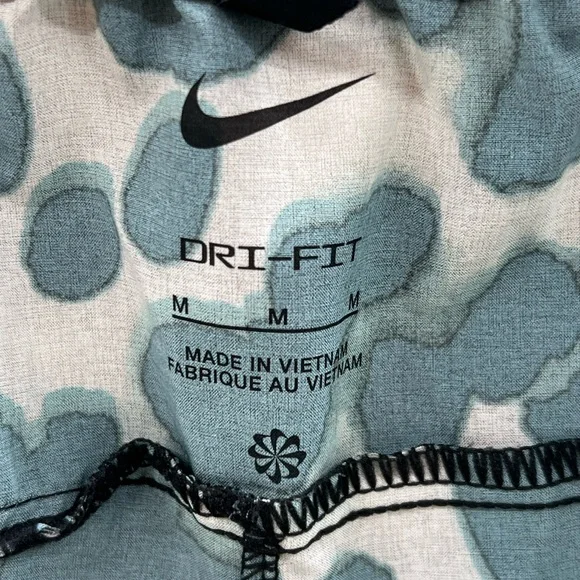 DRI-FIT
M M M
MADE IN VIETNAM
FABRIQUE AU VIETNAM